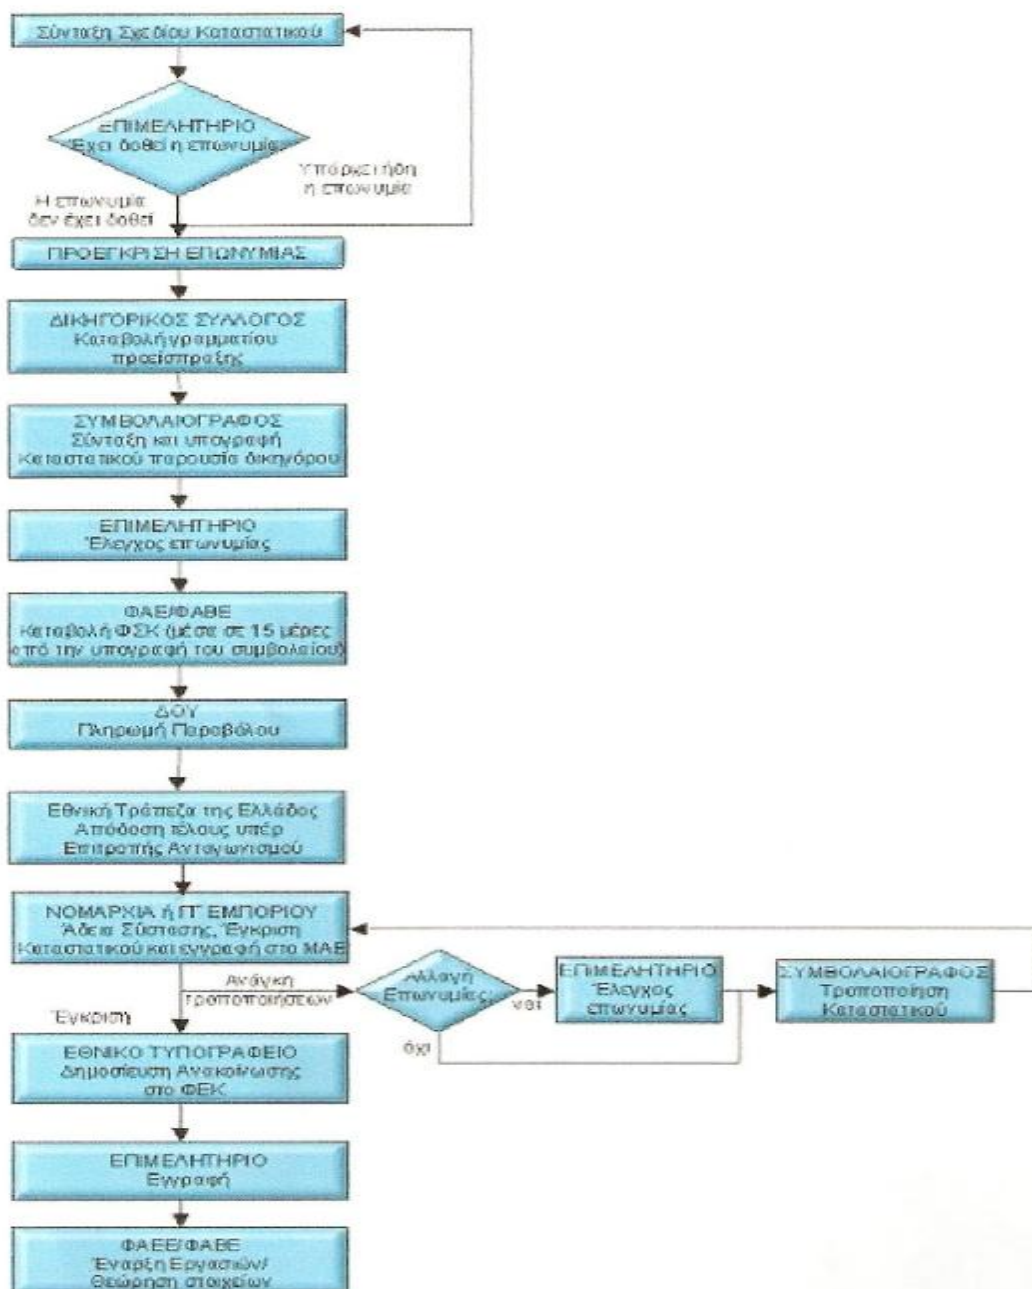 Σύνταξη Σχεδίου Καταστατικού
ΕΠΙΜΕΛΗΤΗΡΙΟ
Έχει δοθεί η επωνυμία
Υπάρχει ήδη
η επωνυμία
Η επωνυμία
δεν έχει δοθεί
ΠΡΟΕΓΚΡΙΣΗ ΕΠΩΝΥΜΙΑΣ
ΔΙΚΗΓΟΡΙΚΟΣ ΣΥΛΛΟΓΟΣ
Καταβολή γραμματίου
προείσπραξης
ΣΥΜΒΟΛΑΙΟΓΡΑΦΟΣ
Σύνταξη και υπογραφή
Καταστατικού παρουσία δικηγόρου
ΕΠΙΜΕΛΗΤΗΡΙΟ
Έλεγχος επωνυμίας
ΦΑΕ/ΦΑΒΕ
Καταβολή ΦΣΚ (μέσα σε 15 μέρες
από την υπογραφή του συμβολαίου)
ΔΟΥ
Πληρωμή Παραβόλου
Εθνική Τράπεζα της Ελλάδος
Απόδοση τέλους υπέρ
Επιτροπής Ανταγωνισμού
ΝΟΜΑΡΧΙΑ ή ΓΓ ΕΜΠΟΡΙΟΥ
Άδεια Σύστασης, Έγκριση
Καταστατικού και εγγραφή στο ΜΑΕ
Ανάγκη
τροποποιήσεων
Αλλαγή
Επωνυμίας;
ναι
όχι
ΕΠΙΜΕΛΗΤΗΡΙΟ
Έλεγχος
επωνυμίας
ΣΥΜΒΟΛΑΙΟΓΡΑΦΟΣ
Τροποποίηση
Καταστατικού
Έγκριση
ΕΘΝΙΚΟ ΤΥΠΟΓΡΑΦΕΙΟ
Δημοσίευση Ανακοίνωσης
στο ΦΕΚ
ΕΠΙΜΕΛΗΤΗΡΙΟ
Εγγραφή
ΦΑΕΕ/ΦΑΒΕ
Έναρξη Εργασιών/
Θεώρηση στοιχείων